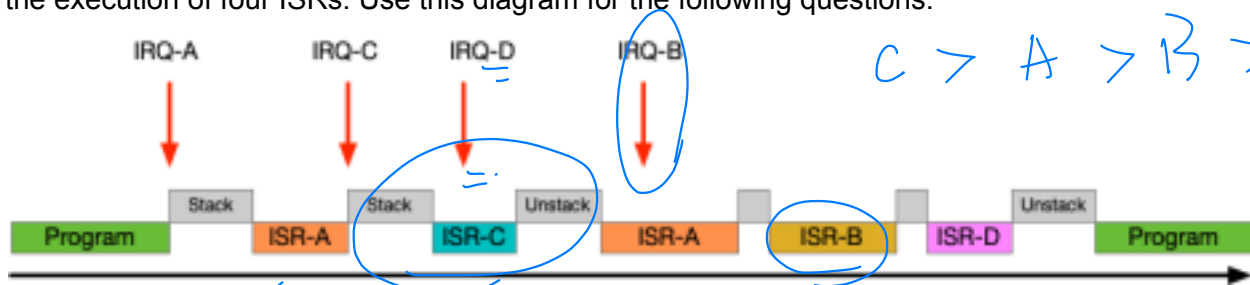 the execution of four ISRs. Use this diagram for the following questions.
IRQ-A IRQ-C IRQ-D IRQ-B C > A > B >
Stack Stack Unstack Unstack
Program ISR-A ISR-C ISR-A ISR-B ISR-D Program